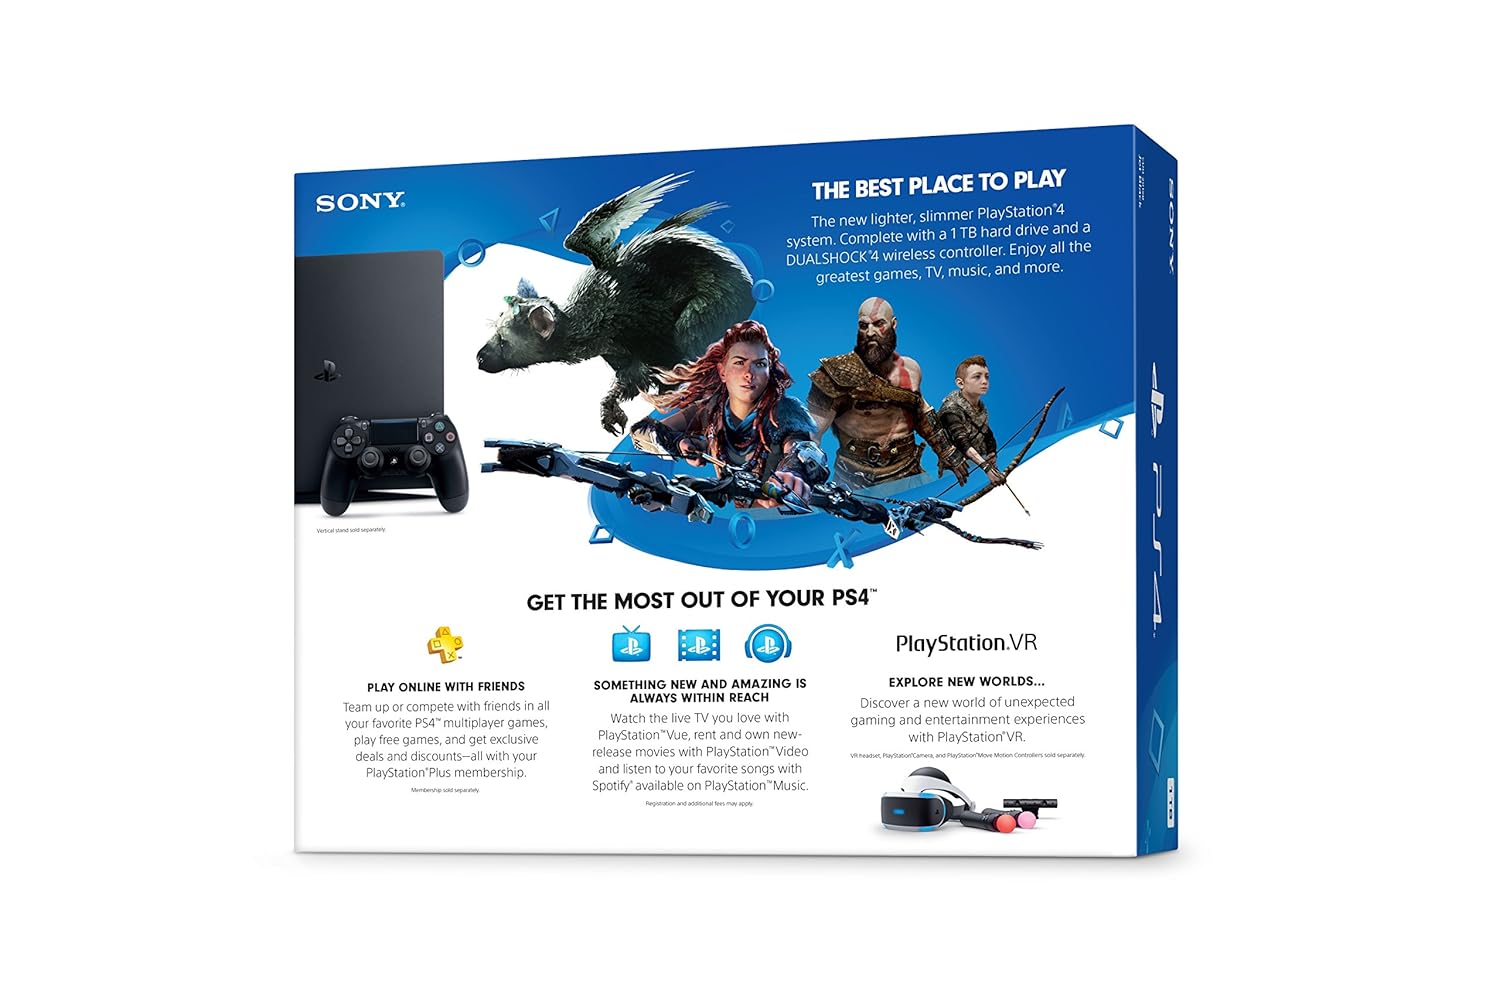 SONY®
THE BEST PLACE TO PLAY
The new lighter, slimmer PlayStation®4
system. Complete with a 1 TB hard drive and a
DUALSHOCK®4 wireless controller. Enjoy all the
greatest games, TV, music, and more.
Vertical stand sold separately.
GET THE MOST OUT OF YOUR PS4™
PLAY ONLINE WITH FRIENDS
Team up or compete with friends in all
your favorite PS4™ multiplayer games,
play free games, and get exclusive
deals and discounts—all with your
PlayStation®Plus membership.
Membership sold separately.
SOMETHING NEW AND AMAZING IS
ALWAYS WITHIN REACH
Watch the live TV you love with
PlayStation™Vue, rent and own new-
release movies with PlayStation™Video
and listen to your favorite songs with
Spotify® available on PlayStation™Music.
Registration and additional fees may apply.
PlayStation®VR
EXPLORE NEW WORLDS...
Discover a new world of unexpected
gaming and entertainment experiences
with PlayStation®VR.
VR headset, PlayStation®Camera, and PlayStation®Move Motion Controllers sold separately.
Jet Black
SONY
PS4™
1TB